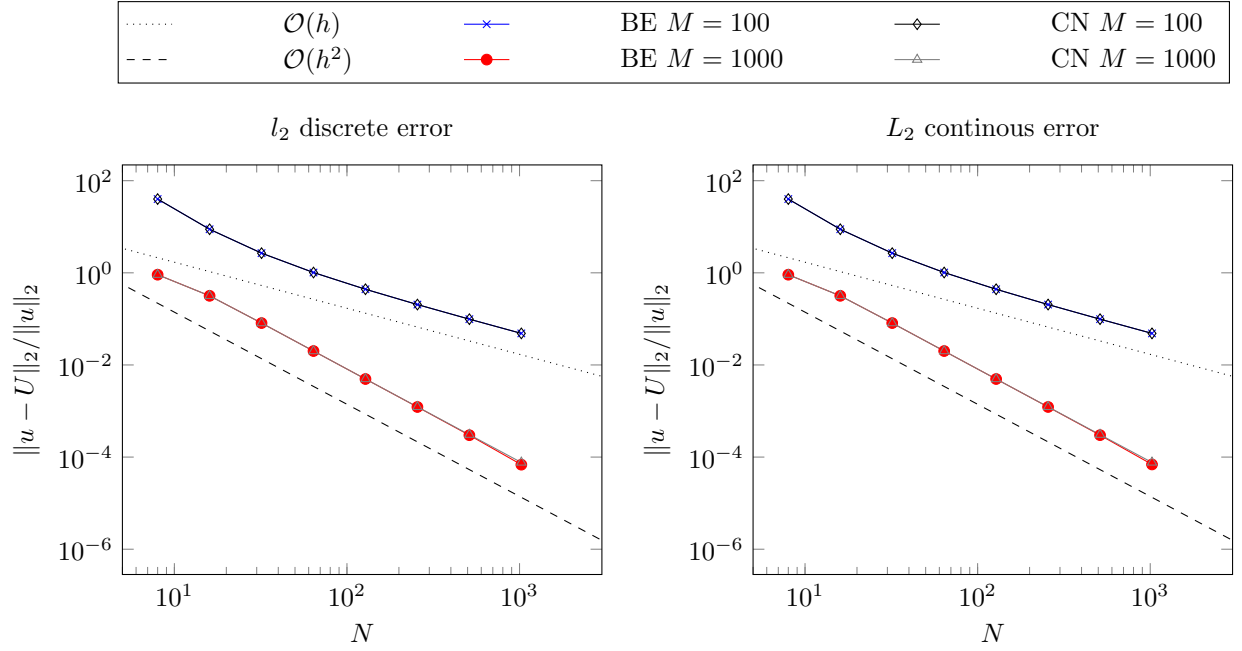 𝒪(h) BE M = 100 CN M = 100
𝒪(h²) BE M = 1000 CN M = 1000
l₂ discrete error
10²
10⁰
10⁻²
10⁻⁴
10⁻⁶
‖u − U‖₂/‖u‖₂
10¹ 10² 10³
N
L₂ continous error
10²
10⁰
10⁻²
10⁻⁴
10⁻⁶
‖u − U‖₂/‖u‖₂
10¹ 10² 10³
N